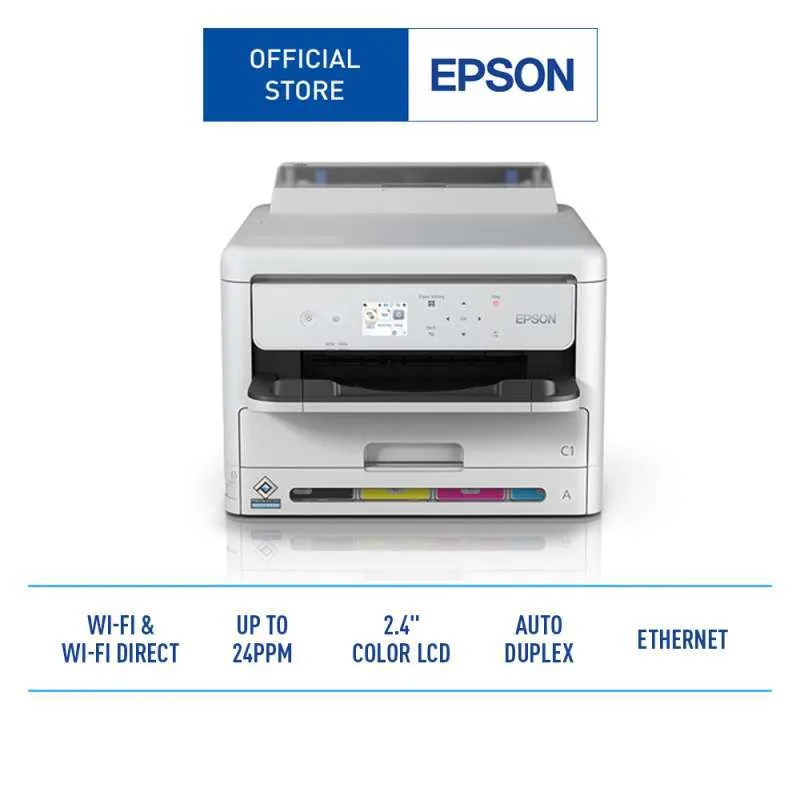 OFFICIAL
STORE
EPSON
EPSON
C1
A
WI-FI &
WI-FI DIRECT
UP TO
24PPM
2.4"
COLOR LCD
AUTO
DUPLEX
ETHERNET